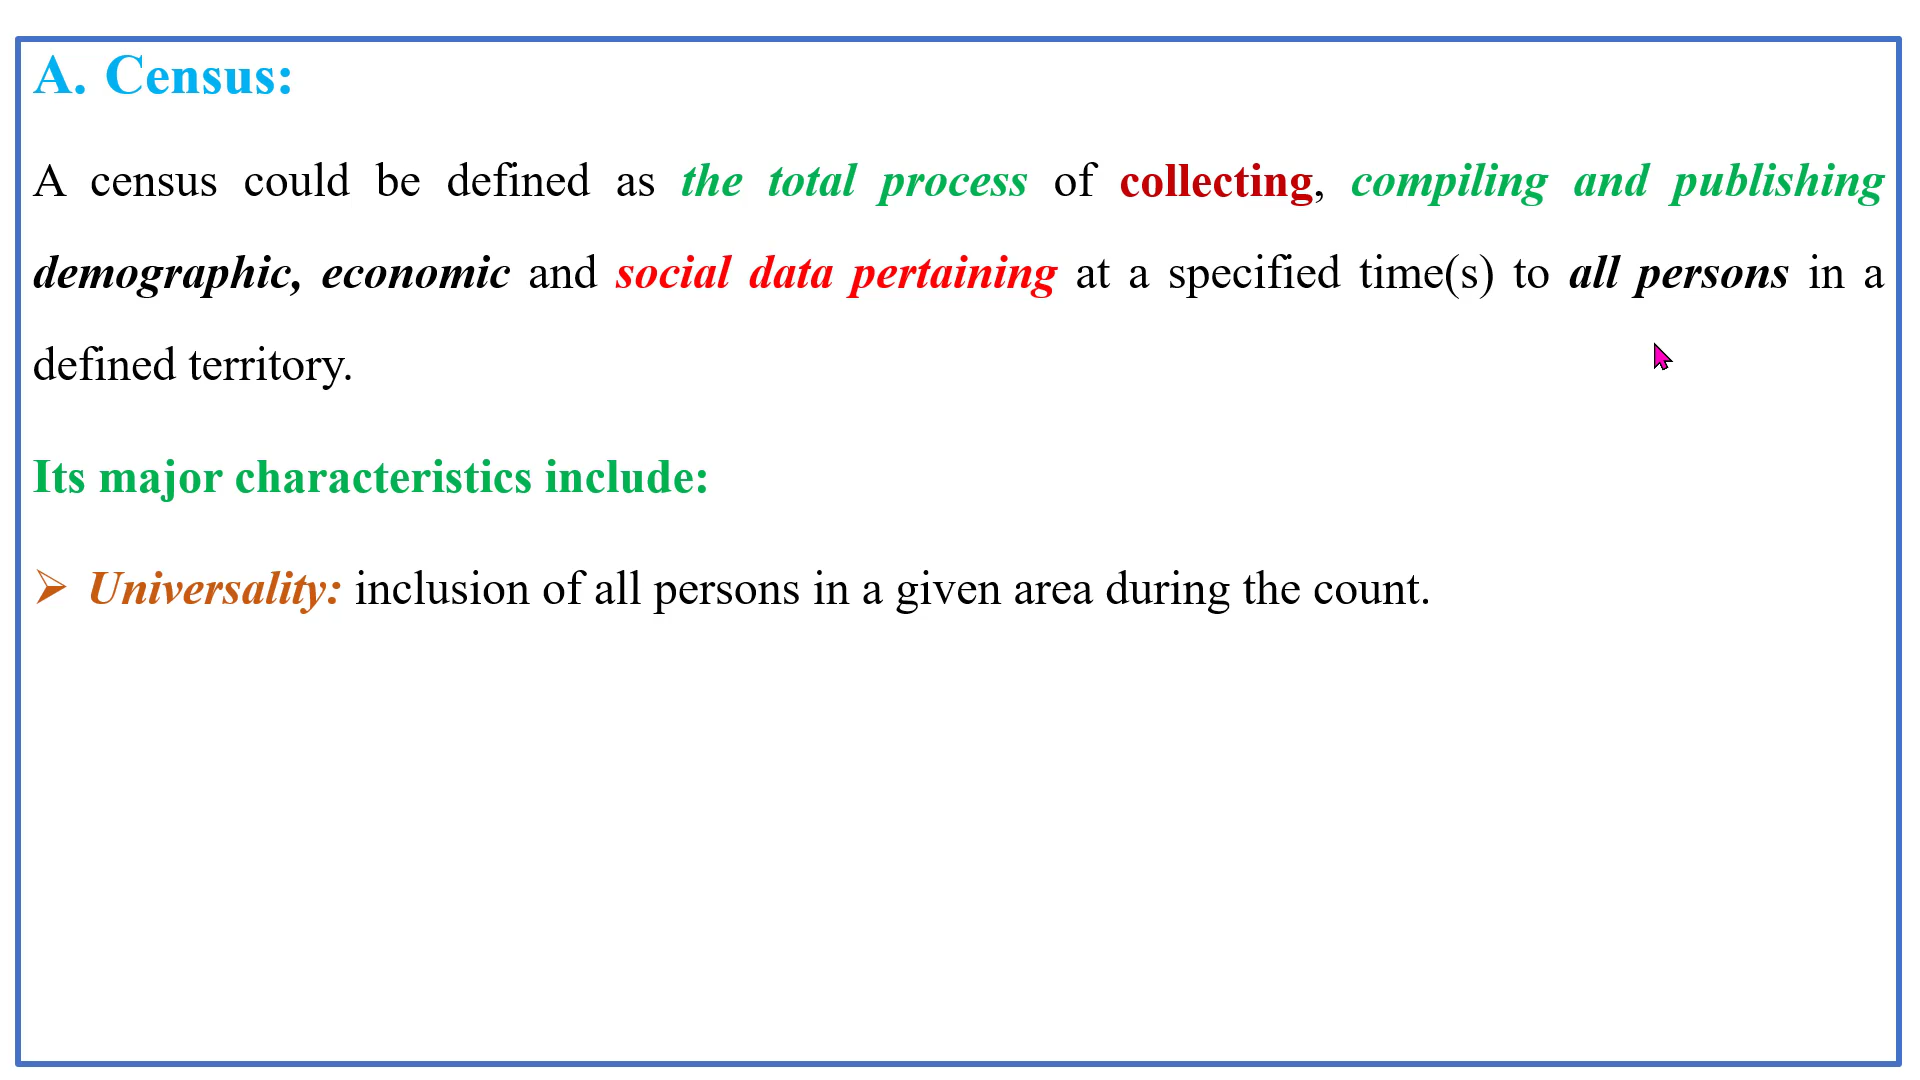 A. Census:
A census could be defined as the total process of collecting, compiling and publishing
demographic, economic and social data pertaining at a specified time(s) to all persons in a
defined territory.
Its major characteristics include:
➢ Universality: inclusion of all persons in a given area during the count.